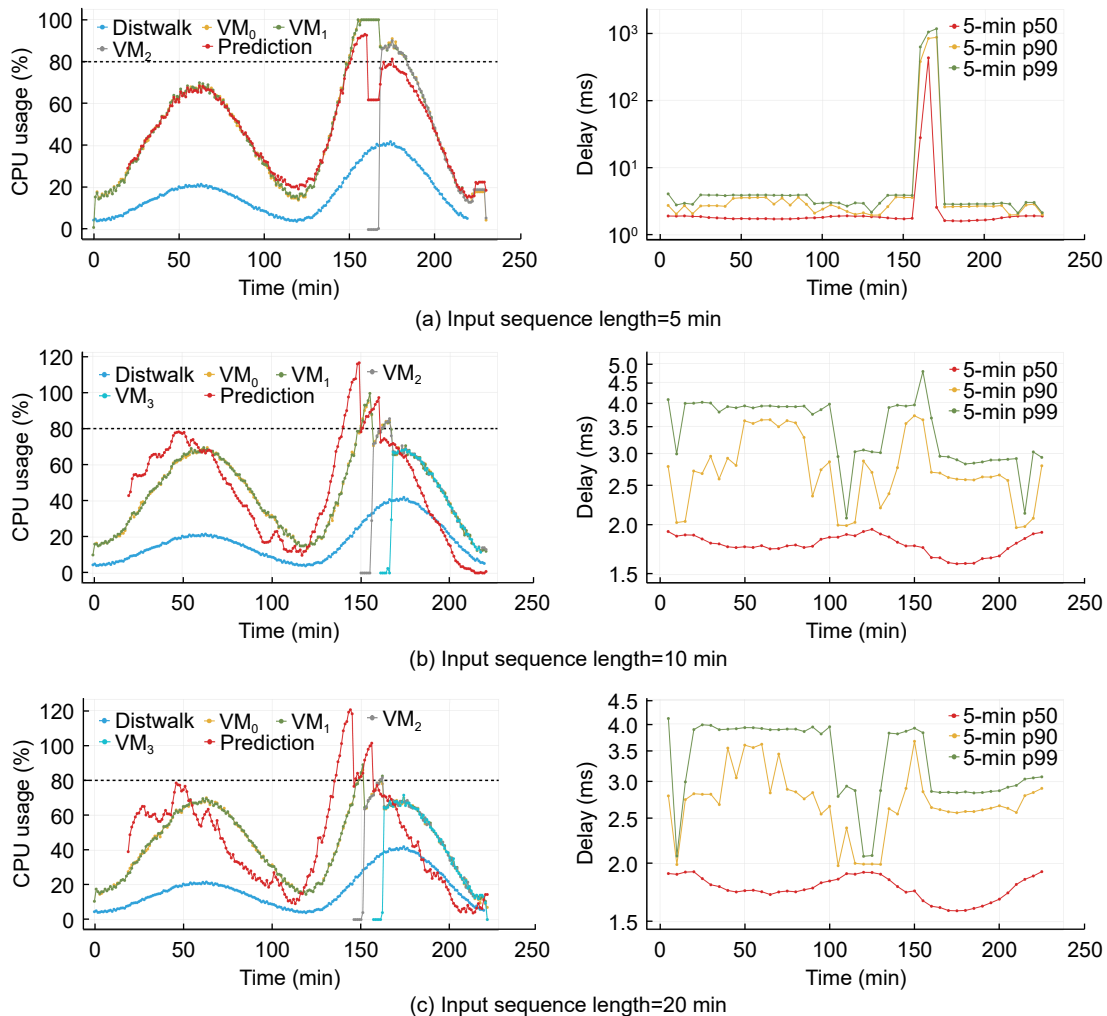 Distwalk VM₀ VM₁
VM₂ Prediction
CPU usage (%)
100
80
60
40
20
0
0 50 100 150 200 250
Time (min)
5-min p50
5-min p90
5-min p99
Delay (ms)
10³
10²
10¹
10⁰
0 50 100 150 200 250
Time (min)
(a) Input sequence length=5 min
Distwalk VM₀ VM₁ VM₂
VM₃ Prediction
CPU usage (%)
120
100
80
60
40
20
0
0 50 100 150 200 250
Time (min)
5-min p50
5-min p90
5-min p99
Delay (ms)
5.0
4.5
4.0
3.5
3.0
2.5
2.0
1.5
0 50 100 150 200 250
Time (min)
(b) Input sequence length=10 min
Distwalk VM₀ VM₁ VM₂
VM₃ Prediction
CPU usage (%)
120
100
80
60
40
20
0
0 50 100 150 200 250
Time (min)
5-min p50
5-min p90
5-min p99
Delay (ms)
4.5
4.0
3.5
3.0
2.5
2.0
1.5
0 50 100 150 200 250
Time (min)
(c) Input sequence length=20 min